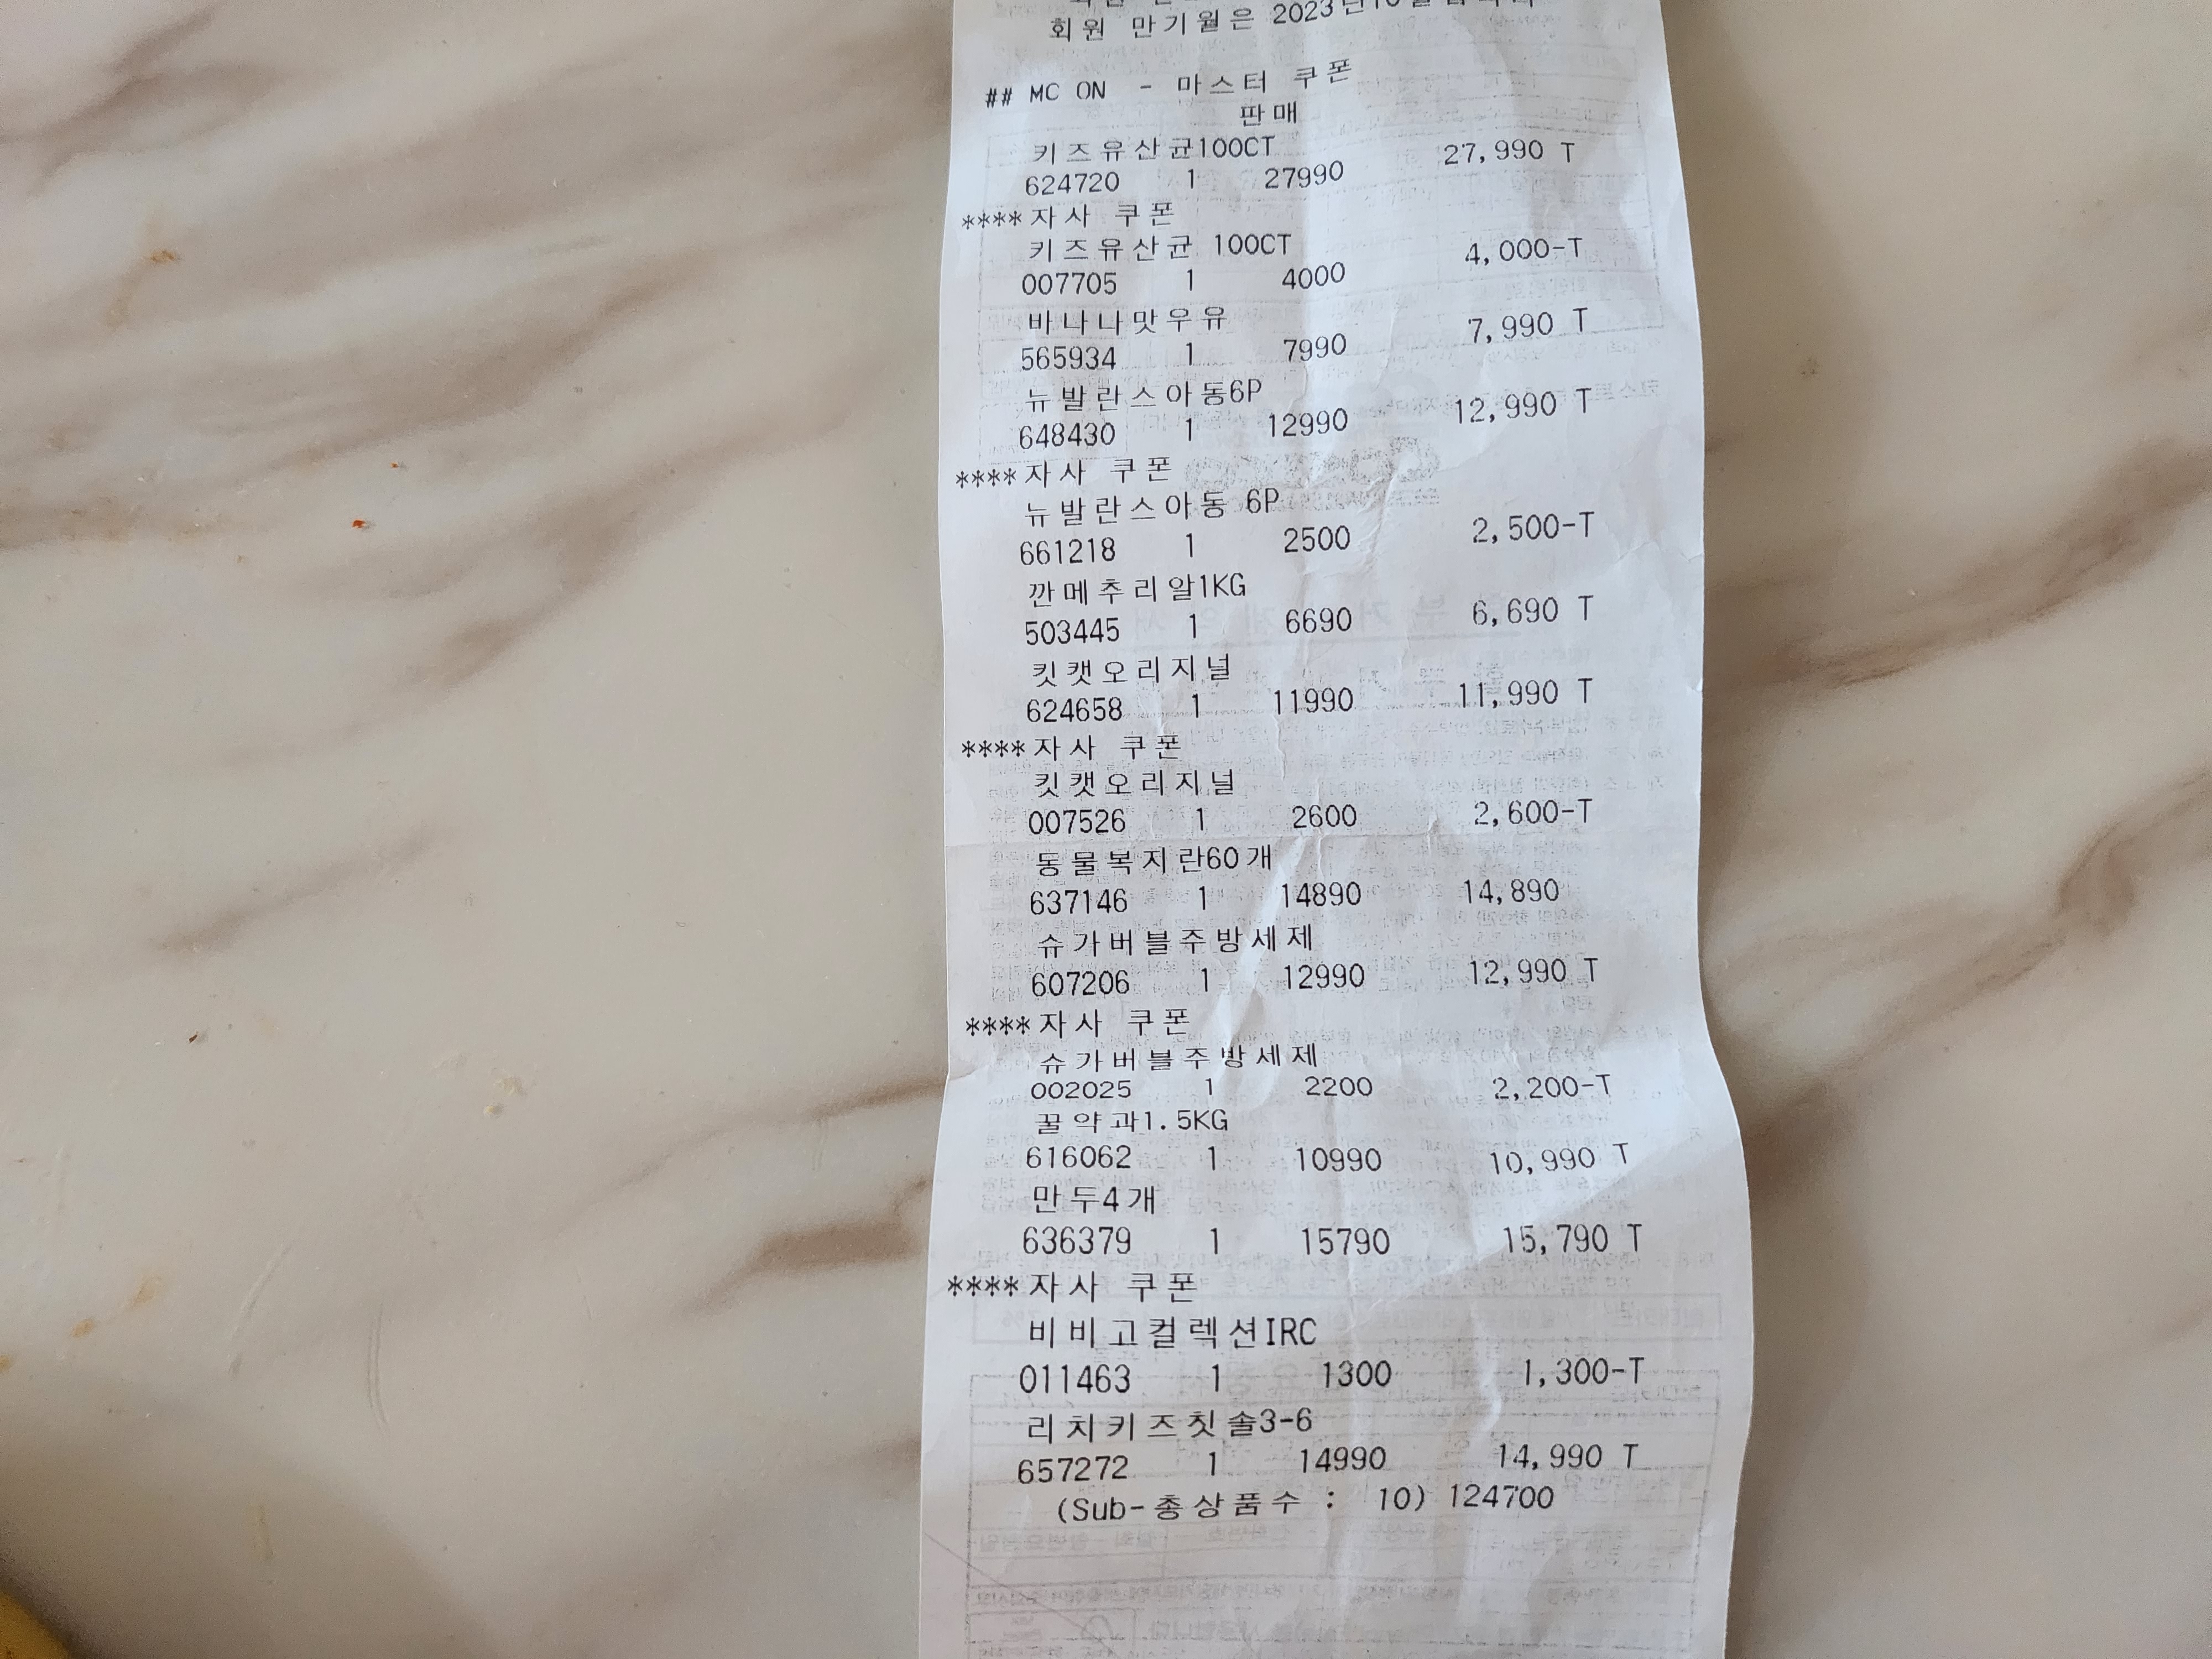 회원 만기월은 2023년10월
## MC ON - 마스터 쿠폰
판매
키즈유산균100CT
624720 1 27990 27,990 T
****자사 쿠폰
키즈유산균 100CT
007705 1 4000 4,000-T
바나나맛우유
565934 1 7990 7,990 T
뉴발란스아동6P
648430 1 12990 12,990 T
****자사 쿠폰
뉴발란스아동 6P
661218 1 2500 2,500-T
깐메추리알1KG
503445 1 6690 6,690 T
킷캣오리지널
624658 1 11990 11,990 T
****자사 쿠폰
킷캣오리지널
007526 1 2600 2,600-T
동물복지란60개
637146 1 14890 14,890
슈가버블주방세제
607206 1 12990 12,990 T
****자사 쿠폰
슈가버블주방세제
002025 1 2200 2,200-T
꿀약과1.5KG
616062 1 10990 10,990 T
만두4개
636379 1 15790 15,790 T
****자사 쿠폰
비비고컬렉션IRC
011463 1 1300 1,300-T
리치키즈칫솔3-6
657272 1 14990 14,990 T
(Sub-총상품수 : 10) 124700